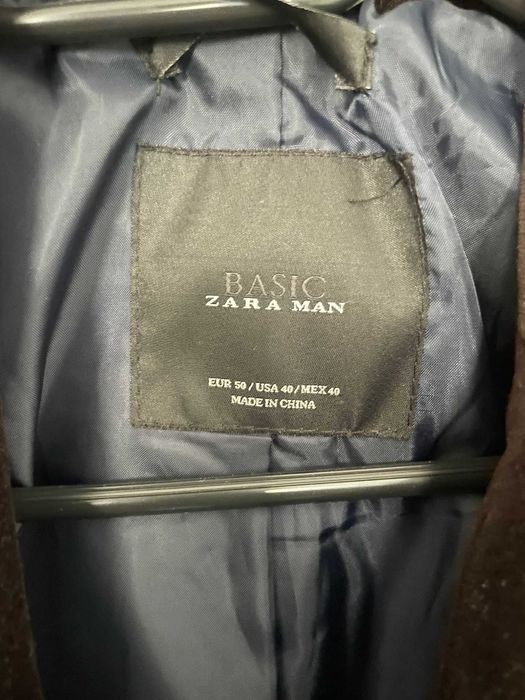 BASIC
ZARA MAN
EUR 50 / USA 40 / MEX 40
MADE IN CHINA